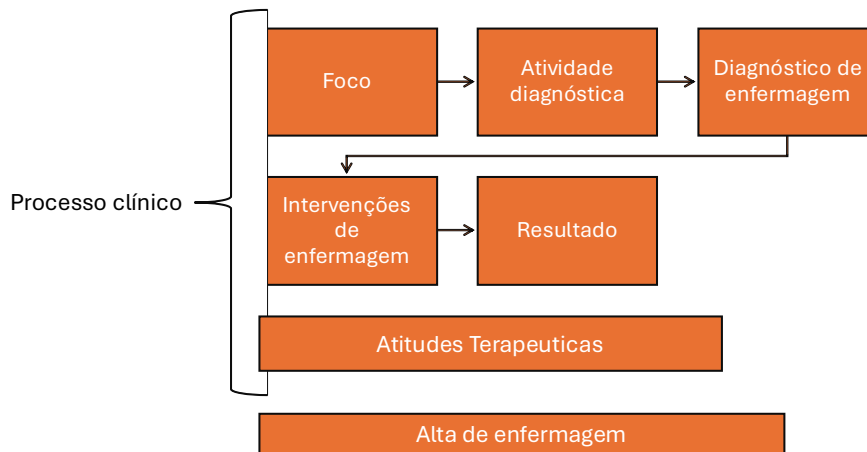 Foco
Atividade
diagnóstica
Diagnóstico de
enfermagem
Processo clínico
Intervenções
de
enfermagem
Resultado
Atitudes Terapeuticas
Alta de enfermagem